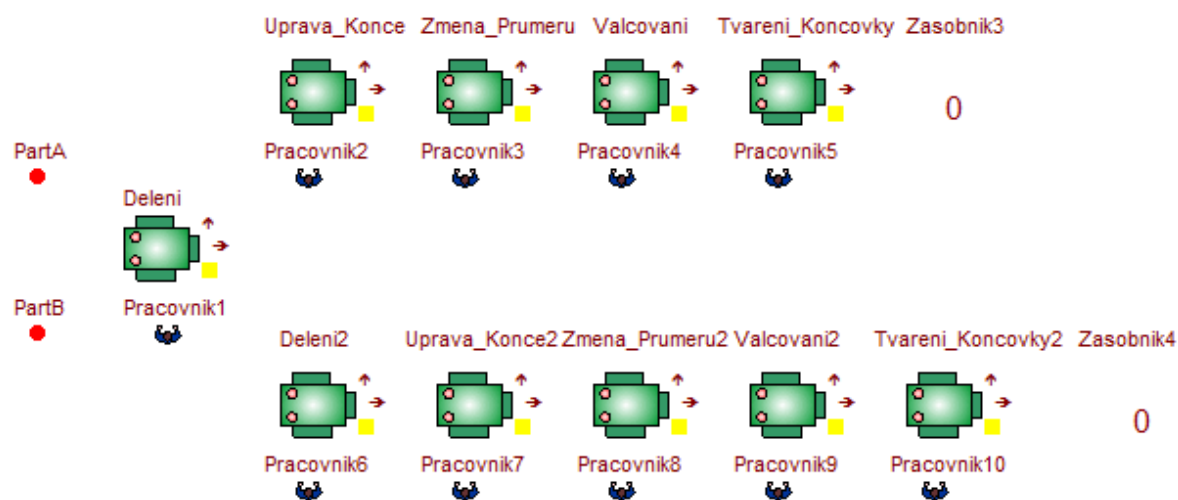 Uprava_Konce Zmena_Prumeru Valcovani Tvareni_Koncovky Zasobnik3
0
PartA Pracovnik2 Pracovnik3 Pracovnik4 Pracovnik5
Deleni
PartB Pracovnik1
Deleni2 Uprava_Konce2 Zmena_Prumeru2 Valcovani2 Tvareni_Koncovky2 Zasobnik4
0
Pracovnik6 Pracovnik7 Pracovnik8 Pracovnik9 Pracovnik10